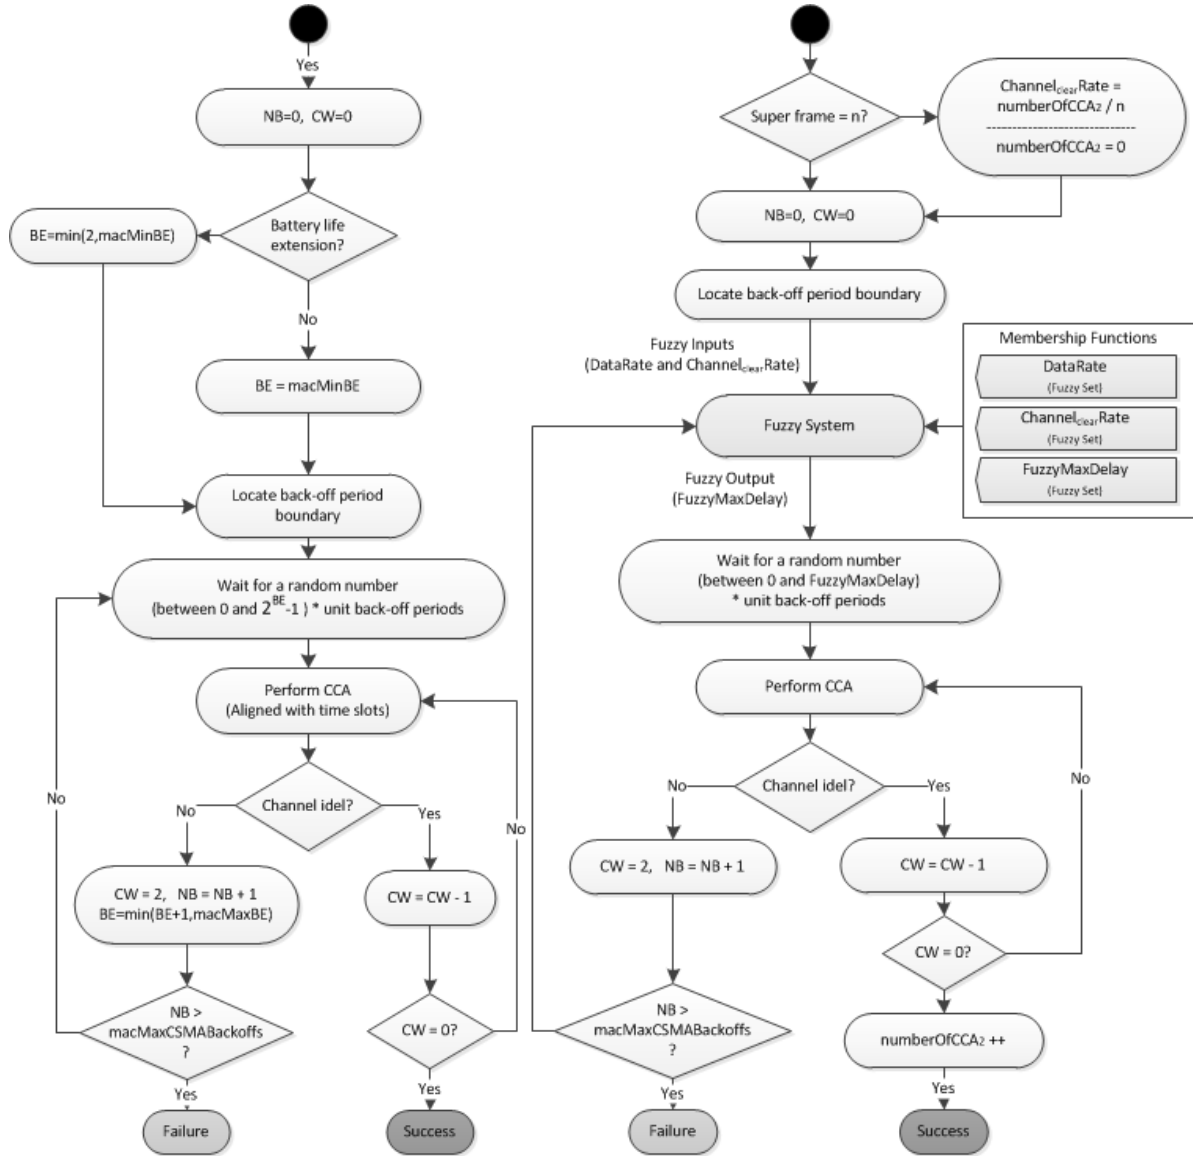 Yes
NB=0, CW=0
Battery life
extension?
BE=min(2,macMinBE)
No
BE = macMinBE
Locate back-off period
boundary
Wait for a random number
(between 0 and 2^BE-1 ) * unit back-off periods
Perform CCA
(Aligned with time slots)
Channel idel?
No
Yes
No
No
CW = 2, NB = NB + 1
BE=min(BE+1,macMaxBE)
CW = CW - 1
NB >
macMaxCSMABackoffs
?
CW = 0?
Yes
Yes
Failure
Success
Super frame = n?
ChannelclearRate =
numberOfCCA2 / n
--------------------------------
numberOfCCA2 = 0
NB=0, CW=0
Locate back-off period boundary
Fuzzy Inputs
(DataRate and ChannelclearRate)
Membership Functions
DataRate
(Fuzzy Set)
ChannelclearRate
(Fuzzy Set)
FuzzyMaxDelay
(Fuzzy Set)
Fuzzy System
Fuzzy Output
(FuzzyMaxDelay)
Wait for a random number
(between 0 and FuzzyMaxDelay)
* unit back-off periods
Perform CCA
Channel idel?
No
Yes
No
CW = 2, NB = NB + 1
CW = CW - 1
CW = 0?
NB >
macMaxCSMABackoffs
?
numberOfCCA2 ++
Yes
Yes
Failure
Success